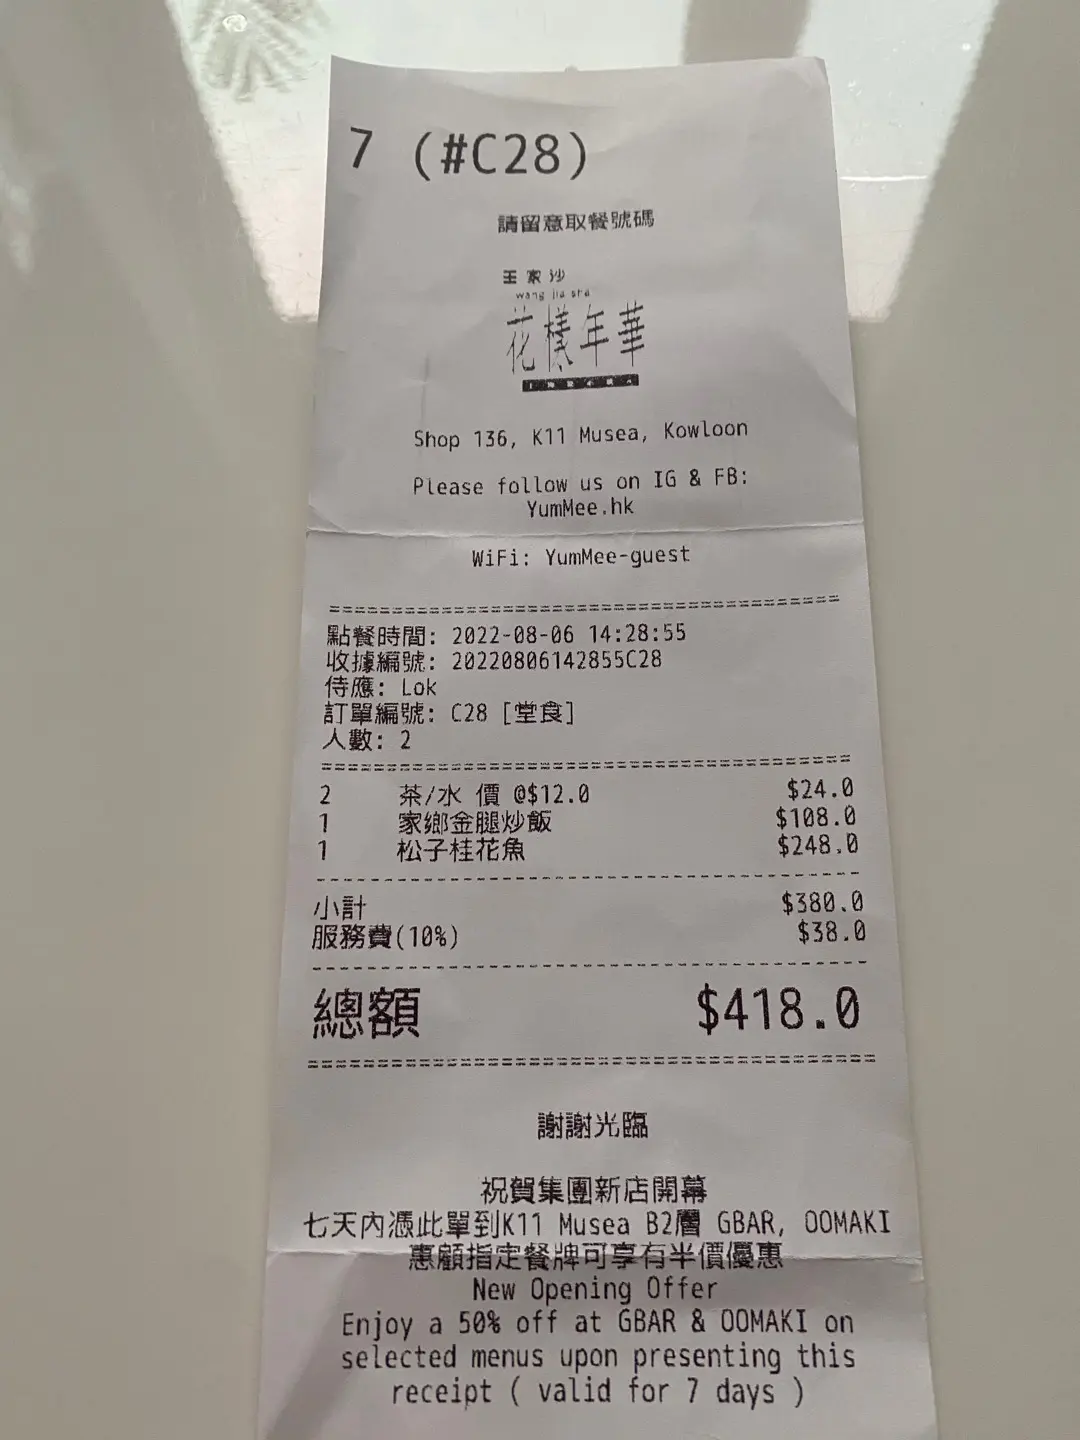 7 (#C28)
請留意取餐號碼
王家沙
wang jia sha
花樣年華
Shop 136, K11 Musea, Kowloon
Please follow us on IG & FB:
YumMee.hk
WiFi: YumMee-guest
點餐時間: 2022-08-06 14:28:55
收據編號: 20220806142855C28
侍應: Lok
訂單編號: C28 [堂食]
人數: 2
2 茶/水 價 @$12.0 $24.0
1 家鄉金腿炒飯 $108.0
1 松子桂花魚 $248.0
小計 $380.0
服務費(10%) $38.0
總額 $418.0
謝謝光臨
祝賀集團新店開幕
七天內憑此單到K11 Musea B2層 GBAR, OOMAKI
惠顧指定餐牌可享有半價優惠
New Opening Offer
Enjoy a 50% off at GBAR & OOMAKI on
selected menus upon presenting this
receipt ( valid for 7 days )